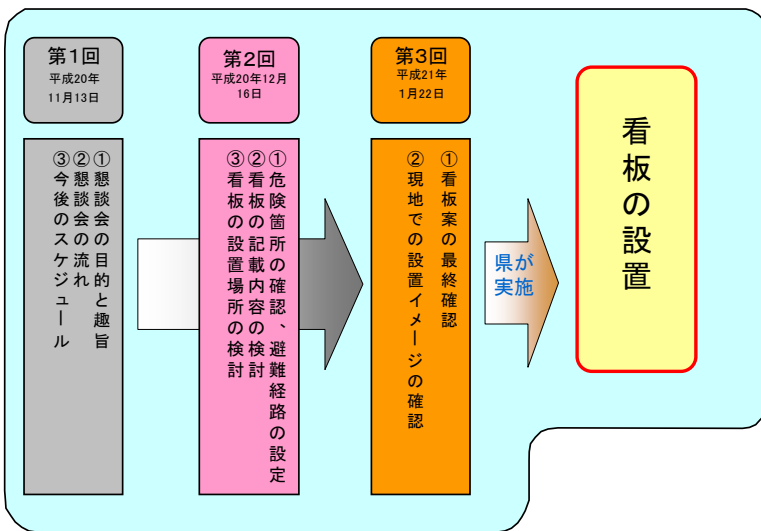 第1回
平成20年
11月13日
①懇談会の目的と趣旨
②懇談会の流れ
③今後のスケジュール
第2回
平成20年12月
16日
①危険箇所の確認、避難経路の設定
②看板の記載内容の検討
③看板の設置場所の検討
第3回
平成21年
1月22日
①看板案の最終確認
②現地での設置イメージの確認
県が
実施
看板の設置